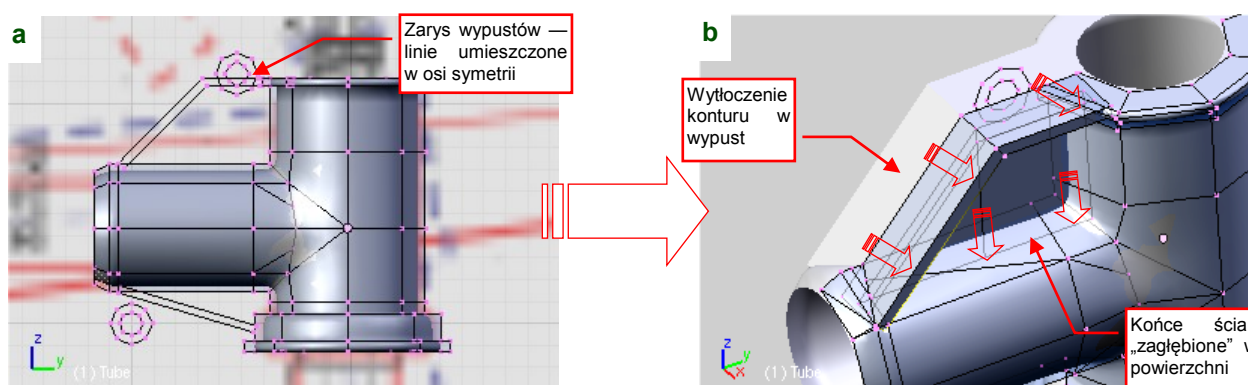 a
Zarys wypustów —
linie umieszczone
w osi symetrii
z
y
(1) Tube
b
Wytłoczenie
konturu w
wypust
Końce ścia
„zagłębione” w
powierzchni
z
y
x
(1) Tube